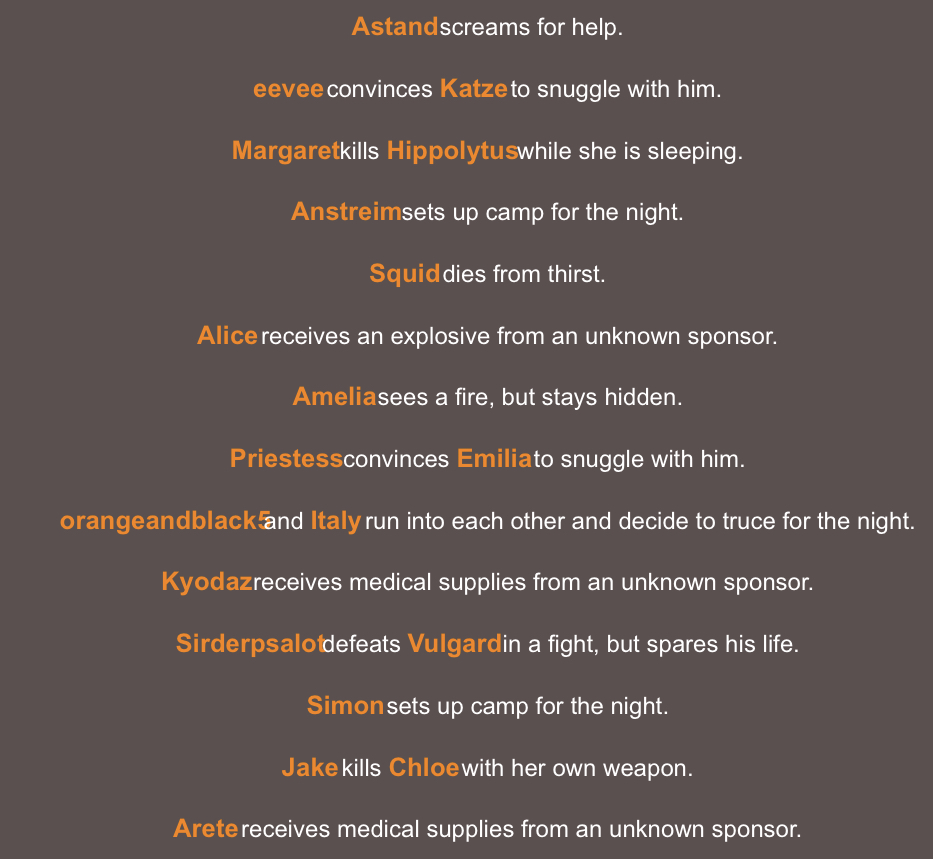 Astand screams for help.
eevee convinces Katze to snuggle with him.
Margaret kills Hippolytus while she is sleeping.
Anstreim sets up camp for the night.
Squid dies from thirst.
Alice receives an explosive from an unknown sponsor.
Amelia sees a fire, but stays hidden.
Priestess convinces Emilia to snuggle with him.
orangeandblack5 and Italy run into each other and decide to truce for the night.
Kyodaz receives medical supplies from an unknown sponsor.
Sirderpsalot defeats Vulgard in a fight, but spares his life.
Simon sets up camp for the night.
Jake kills Chloe with her own weapon.
Arete receives medical supplies from an unknown sponsor.